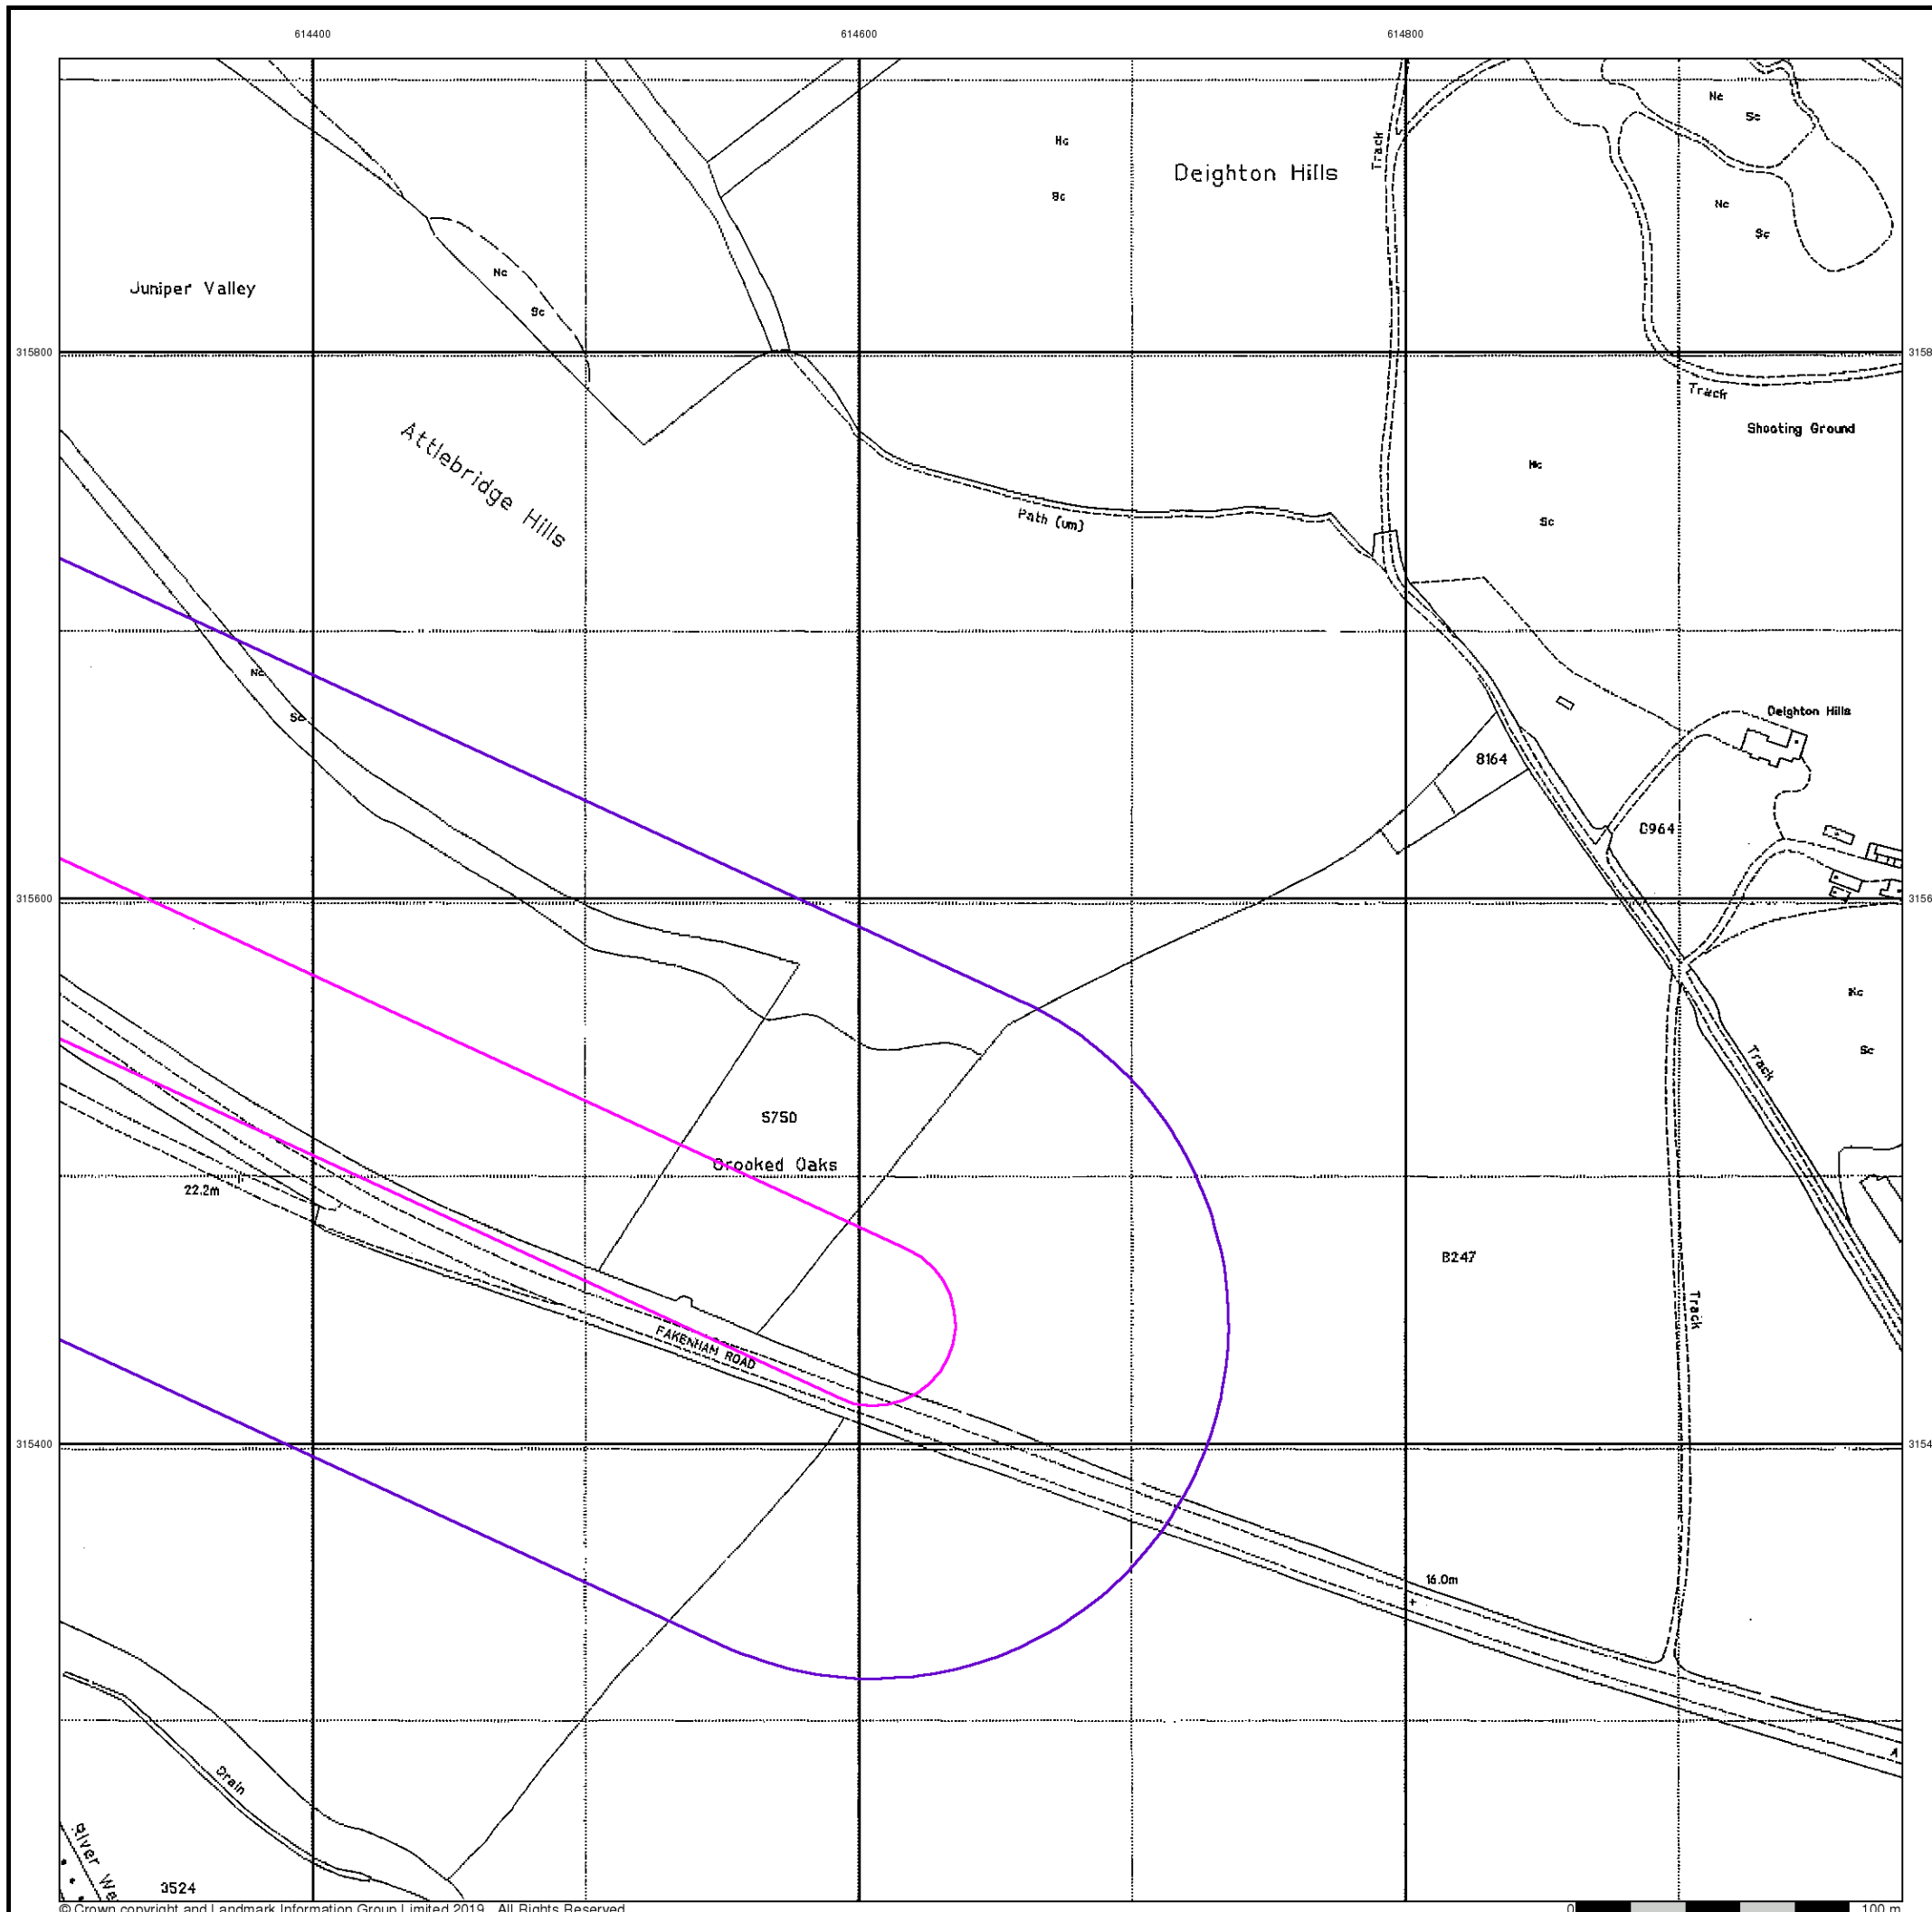 614400 614600 614800
Nc
Sc
Track
Hc
Deighton Hills
Sc
Nc
Sc
Nc
Juniper Valley
Sc
315800
Track
Attlebridge Hills
Shooting Ground
Hc
Path (um)
Sc
Nc
Sc
Deighton Hills
8164
C964
315600
Hc
Sc
Track
5750
Crooked Oaks
22.2m
B247
Track
FAKENHAM ROAD
315400
16.0m
A
Drain
River We
3524
© Crown copyright and Landmark Information Group Limited 2019. All Rights Reserved.
0 100 m